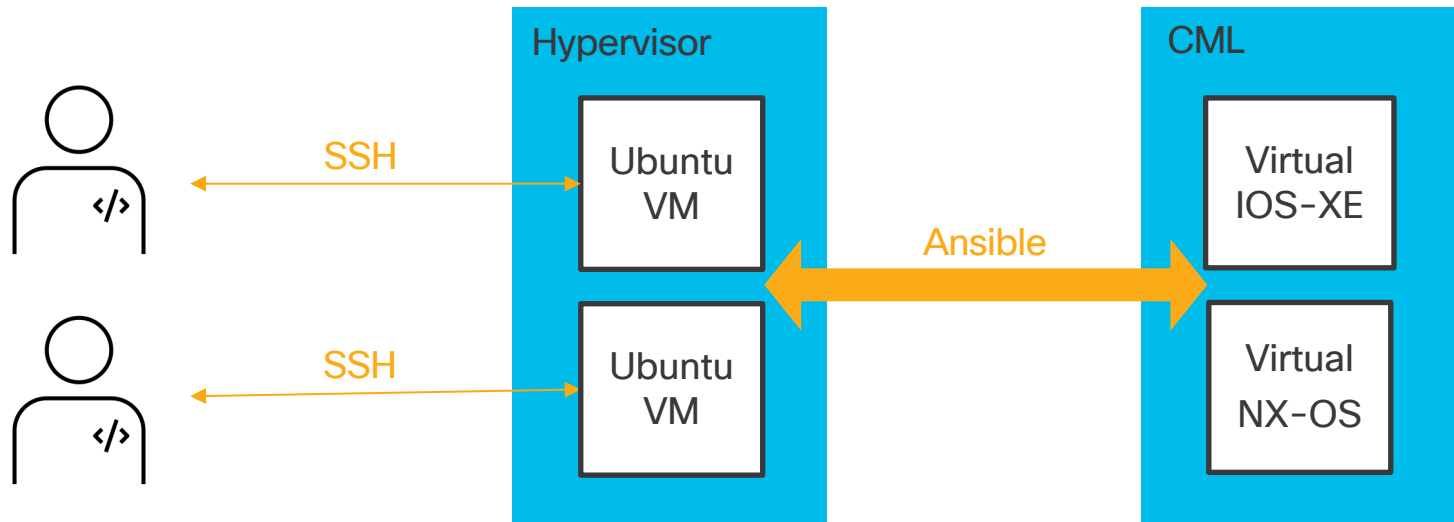 Hypervisor
CML
SSH
Ubuntu
VM
Virtual
IOS-XE
</>
Ansible
SSH
Ubuntu
VM
Virtual
NX-OS
</>